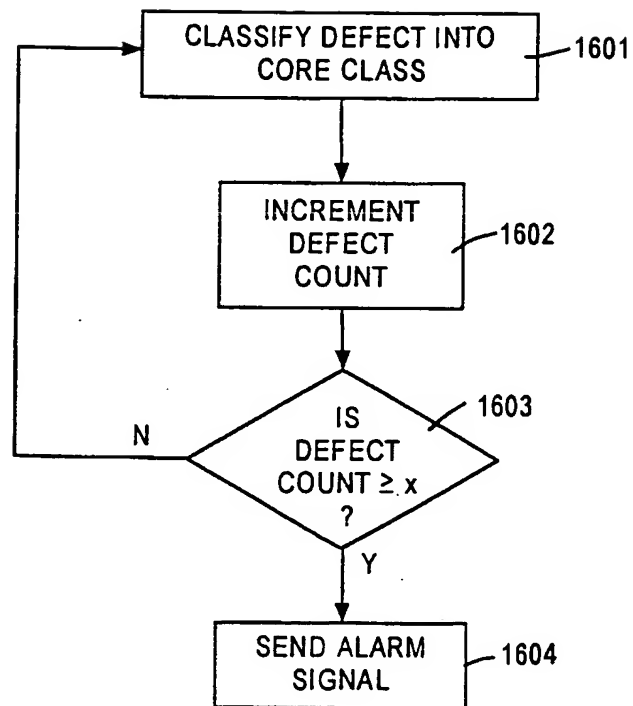 CLASSIFY DEFECT INTO
CORE CLASS
1601
INCREMENT
DEFECT
COUNT
1602
IS
DEFECT
COUNT ≥ x
?
1603
N
Y
SEND ALARM
SIGNAL
1604